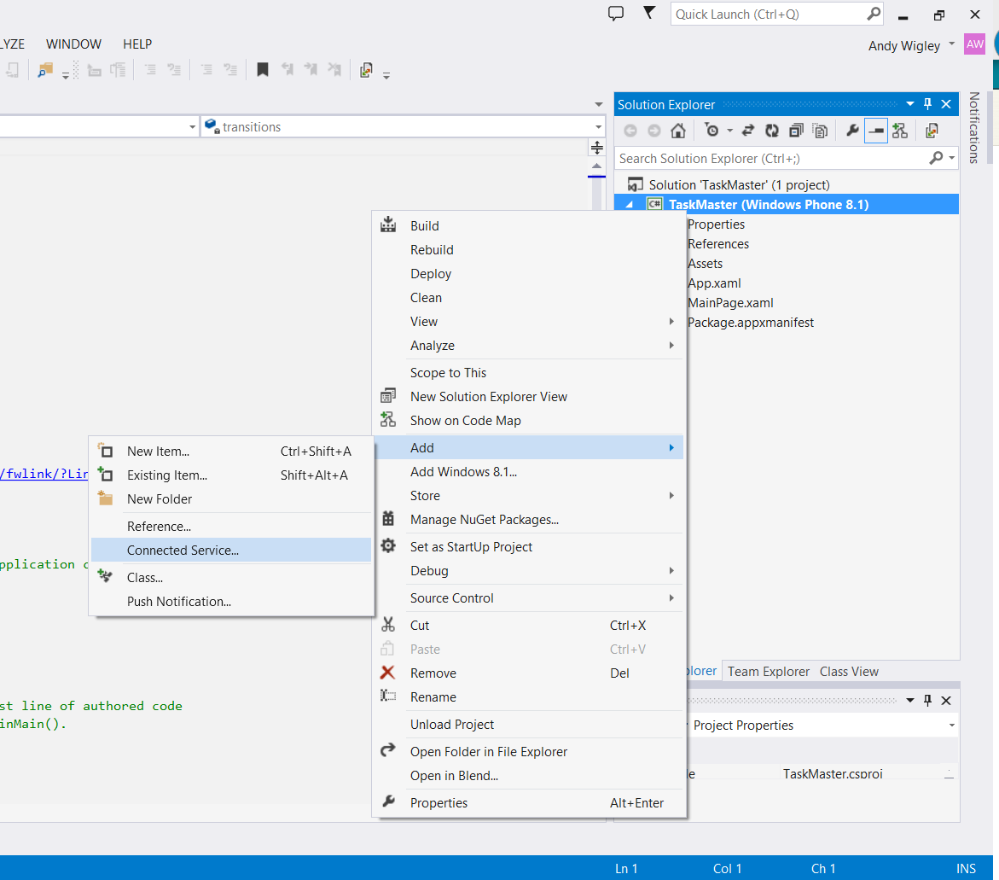 Quick Launch (Ctrl+Q)
LYZE WINDOW HELP
Andy Wigley AW
Notifications
transitions
Solution Explorer
Search Solution Explorer (Ctrl+;)
Solution 'TaskMaster' (1 project)
C# TaskMaster (Windows Phone 8.1)
Properties
References
Assets
App.xaml
MainPage.xaml
Package.appxmanifest
Build
Rebuild
Deploy
Clean
View
Analyze
Scope to This
New Solution Explorer View
Show on Code Map
Add
Add Windows 8.1...
Store
Manage NuGet Packages...
Set as StartUp Project
Debug
Source Control
Cut Ctrl+X
Paste Ctrl+V
Remove Del
Rename
Unload Project
Open Folder in File Explorer
Open in Blend...
Properties Alt+Enter
New Item... Ctrl+Shift+A
Existing Item... Shift+Alt+A
New Folder
Reference...
Connected Service...
Class...
Push Notification...
/fwlink/?Lin
pplication c
st line of authored code
inMain().
plorer Team Explorer Class View
Project Properties
le TaskMaster.csproj
Ln 1 Col 1 Ch 1 INS